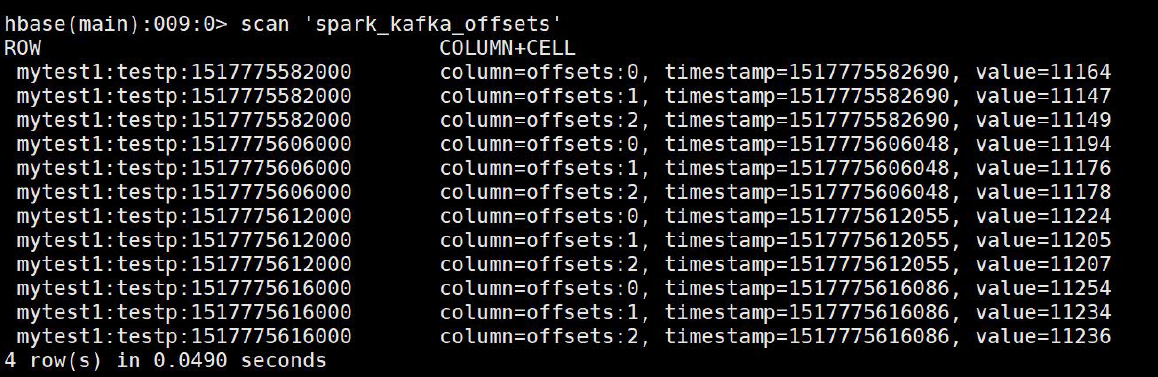 hbase(main):009:0> scan 'spark_kafka_offsets'
ROW COLUMN+CELL
mytest1:testp:1517775582000 column=offsets:0, timestamp=1517775582690, value=11164
mytest1:testp:1517775582000 column=offsets:1, timestamp=1517775582690, value=11147
mytest1:testp:1517775582000 column=offsets:2, timestamp=1517775582690, value=11149
mytest1:testp:1517775606000 column=offsets:0, timestamp=1517775606048, value=11194
mytest1:testp:1517775606000 column=offsets:1, timestamp=1517775606048, value=11176
mytest1:testp:1517775606000 column=offsets:2, timestamp=1517775606048, value=11178
mytest1:testp:1517775612000 column=offsets:0, timestamp=1517775612055, value=11224
mytest1:testp:1517775612000 column=offsets:1, timestamp=1517775612055, value=11205
mytest1:testp:1517775612000 column=offsets:2, timestamp=1517775612055, value=11207
mytest1:testp:1517775616000 column=offsets:0, timestamp=1517775616086, value=11254
mytest1:testp:1517775616000 column=offsets:1, timestamp=1517775616086, value=11234
mytest1:testp:1517775616000 column=offsets:2, timestamp=1517775616086, value=11236
4 row(s) in 0.0490 seconds